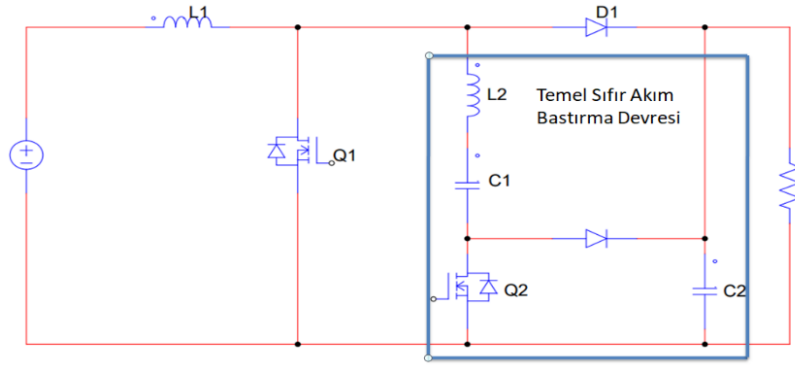 L1
D1
L2
Temel Sıfır Akım
Bastırma Devresi
Q1
C1
Q2
C2